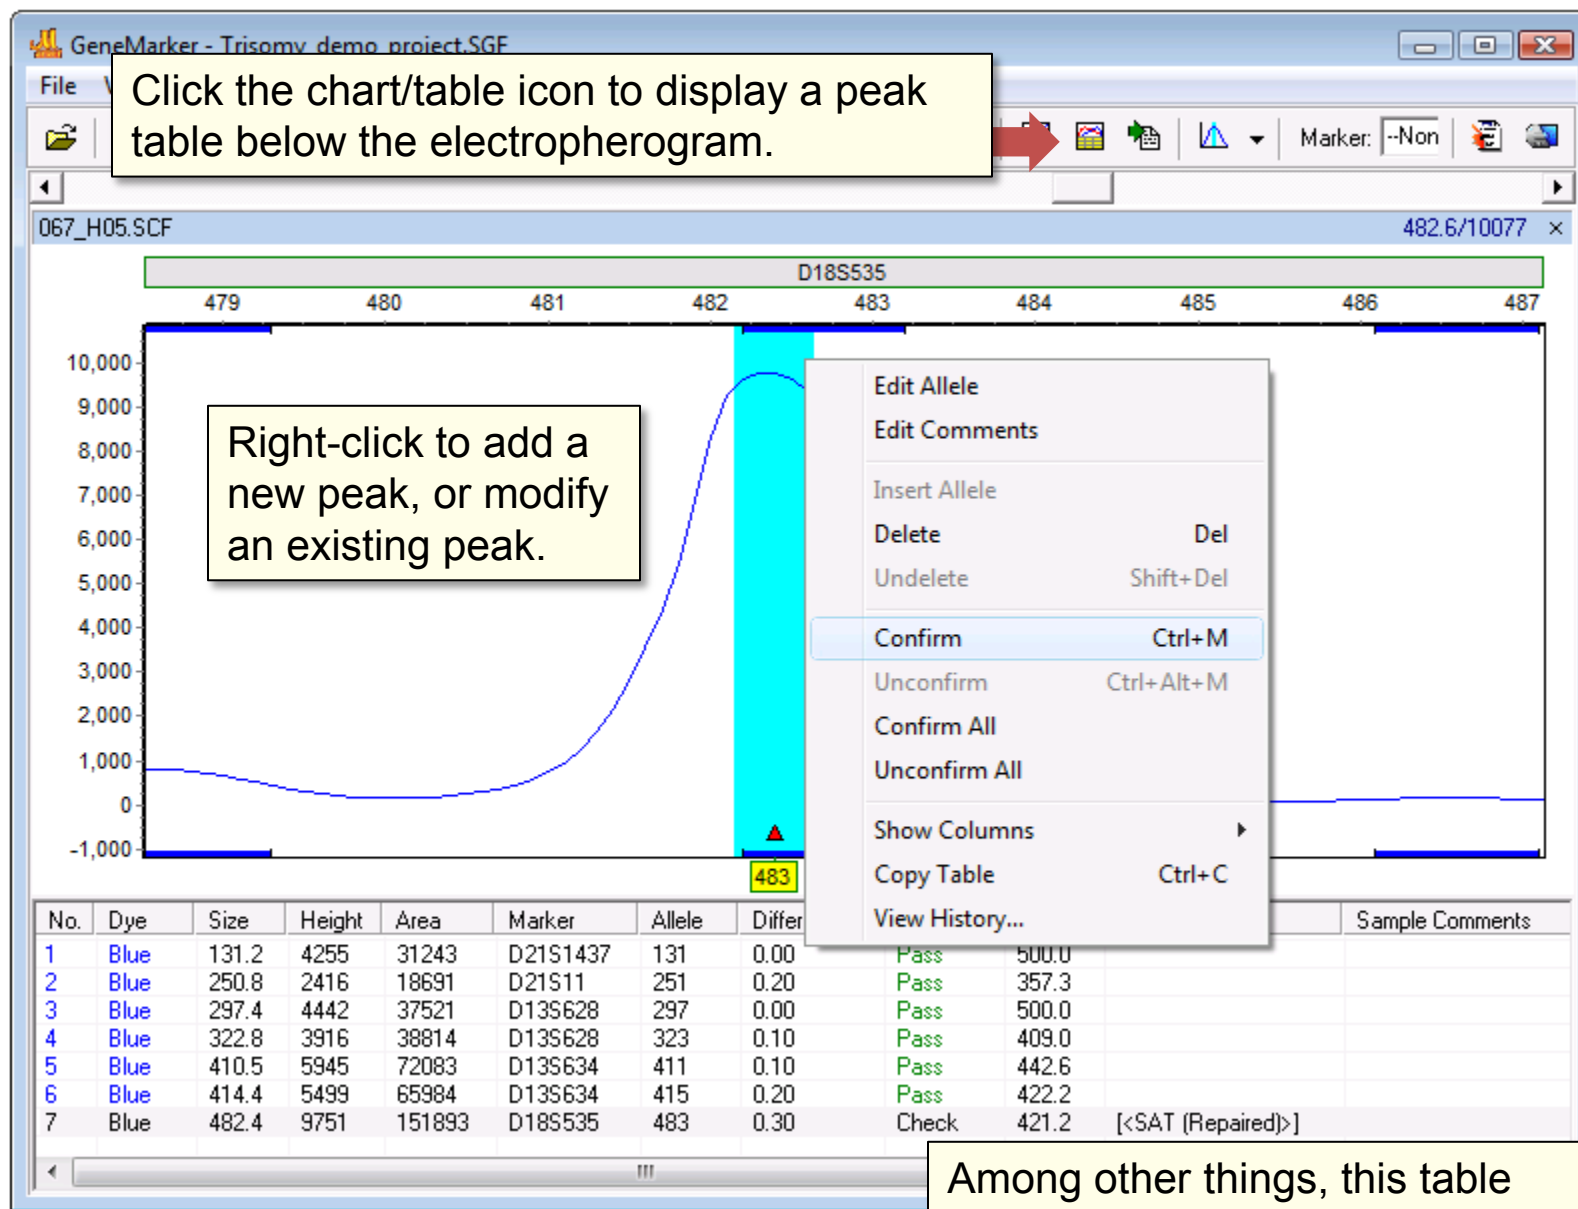 GeneMarker - Trisomy_demo_project.SGF
File
Click the chart/table icon to display a peak
table below the electropherogram.
Marker: --Non
067_H05.SCF 482.6/10077 ×
D18S535
479 480 481 482 483 484 485 486 487
10,000
9,000
8,000
7,000
6,000
5,000
4,000
3,000
2,000
1,000
0
-1,000
Right-click to add a
new peak, or modify
an existing peak.
Edit Allele
Edit Comments
Insert Allele
Delete Del
Undelete Shift+Del
Confirm Ctrl+M
Unconfirm Ctrl+Alt+M
Confirm All
Unconfirm All
Show Columns
Copy Table Ctrl+C
View History...
483
No. Dye Size Height Area Marker Allele Differ Sample Comments
1 Blue 131.2 4255 31243 D21S1437 131 0.00 Pass 500.0
2 Blue 250.8 2416 18691 D21S11 251 0.20 Pass 357.3
3 Blue 297.4 4442 37521 D13S628 297 0.00 Pass 500.0
4 Blue 322.8 3916 38814 D13S628 323 0.10 Pass 409.0
5 Blue 410.5 5945 72083 D13S634 411 0.10 Pass 442.6
6 Blue 414.4 5499 65984 D13S634 415 0.20 Pass 422.2
7 Blue 482.4 9751 151893 D18S535 483 0.30 Check 421.2 [<SAT (Repaired)>]
Among other things, this table